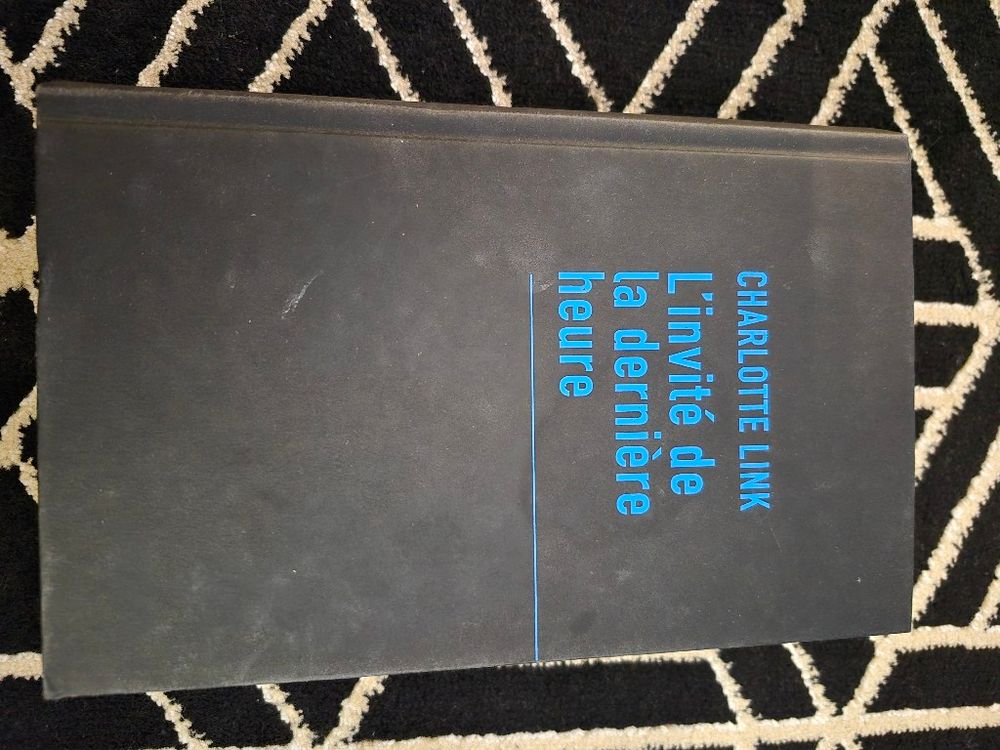 CHARLOTTE LINK
L'invité de
la dernière
heure